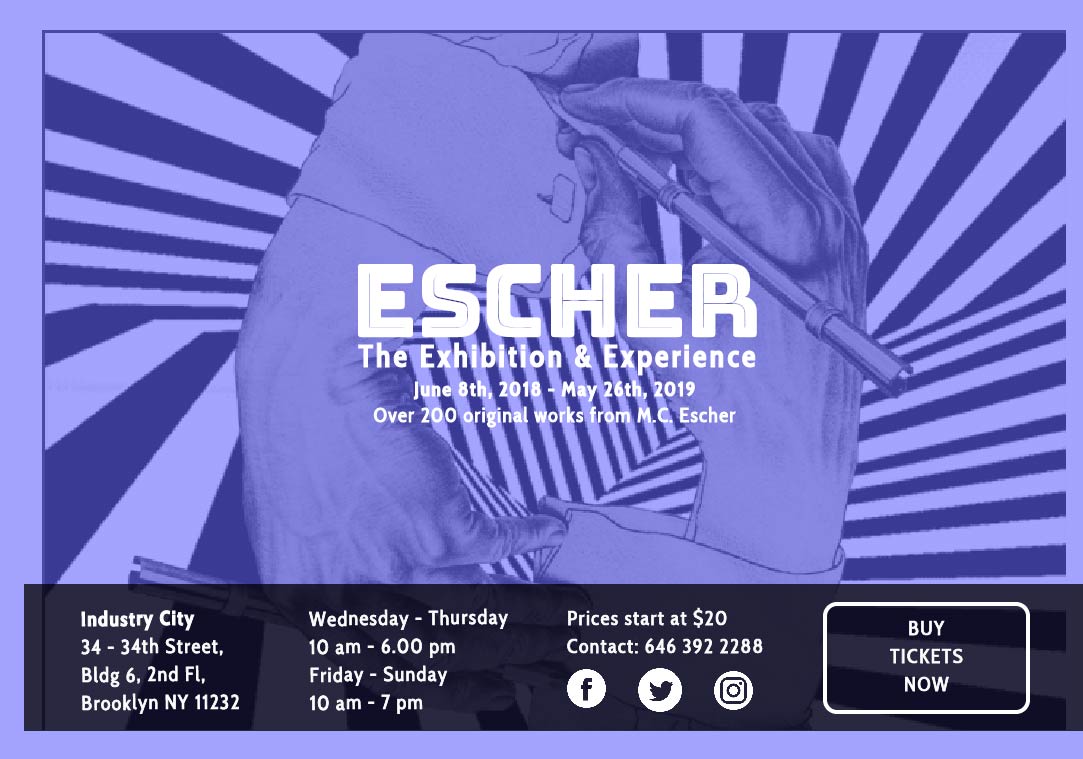 ESCHER
The Exhibition & Experience
June 8th, 2018 - May 26th, 2019
Over 200 original works from M.C. Escher
Industry City
34 - 34th Street,
Bldg 6, 2nd Fl,
Brooklyn NY 11232
Wednesday - Thursday
10 am - 6.00 pm
Friday - Sunday
10 am - 7 pm
Prices start at $20
Contact: 646 392 2288
BUY
TICKETS
NOW